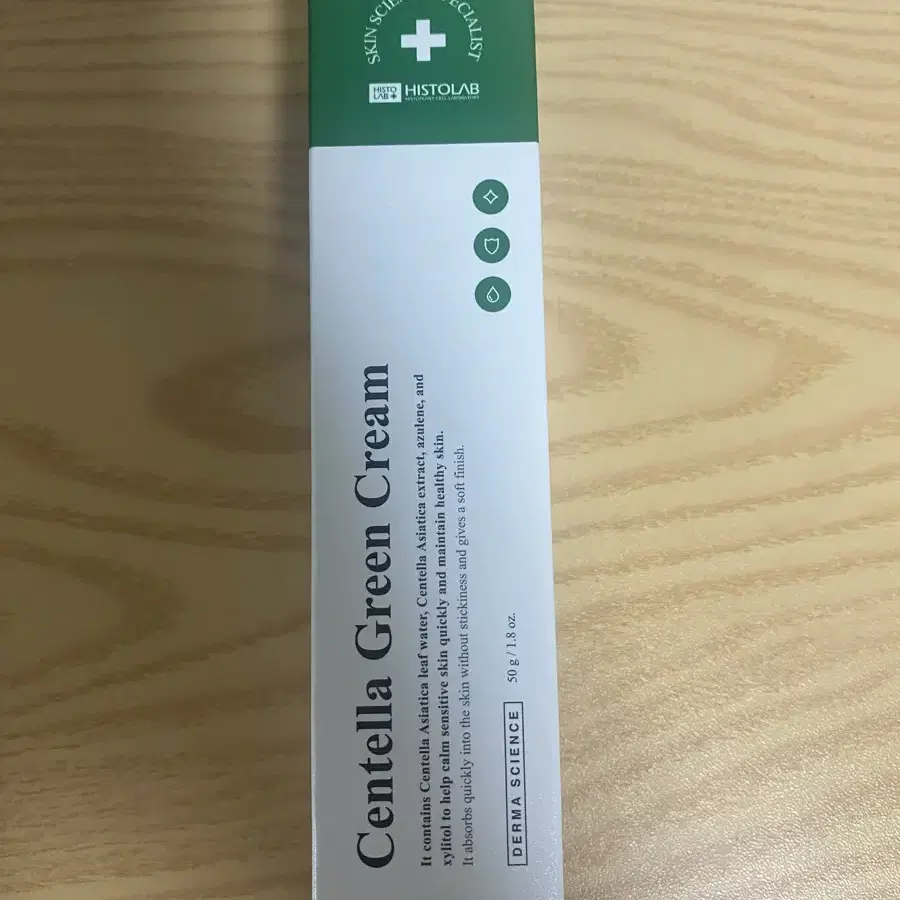 SKIN SCIENCE SPECIALIST
HISTO
LAB
HISTOLAB
Centella Green Cream
It contains Centella Asiatica leaf water, Centella Asiatica extract, azulene, and
xylitol to help calm sensitive skin quickly and maintain healthy skin.
It absorbs quickly into the skin without stickiness and gives a soft finish.
DERMA SCIENCE
50 g / 1.8 oz.